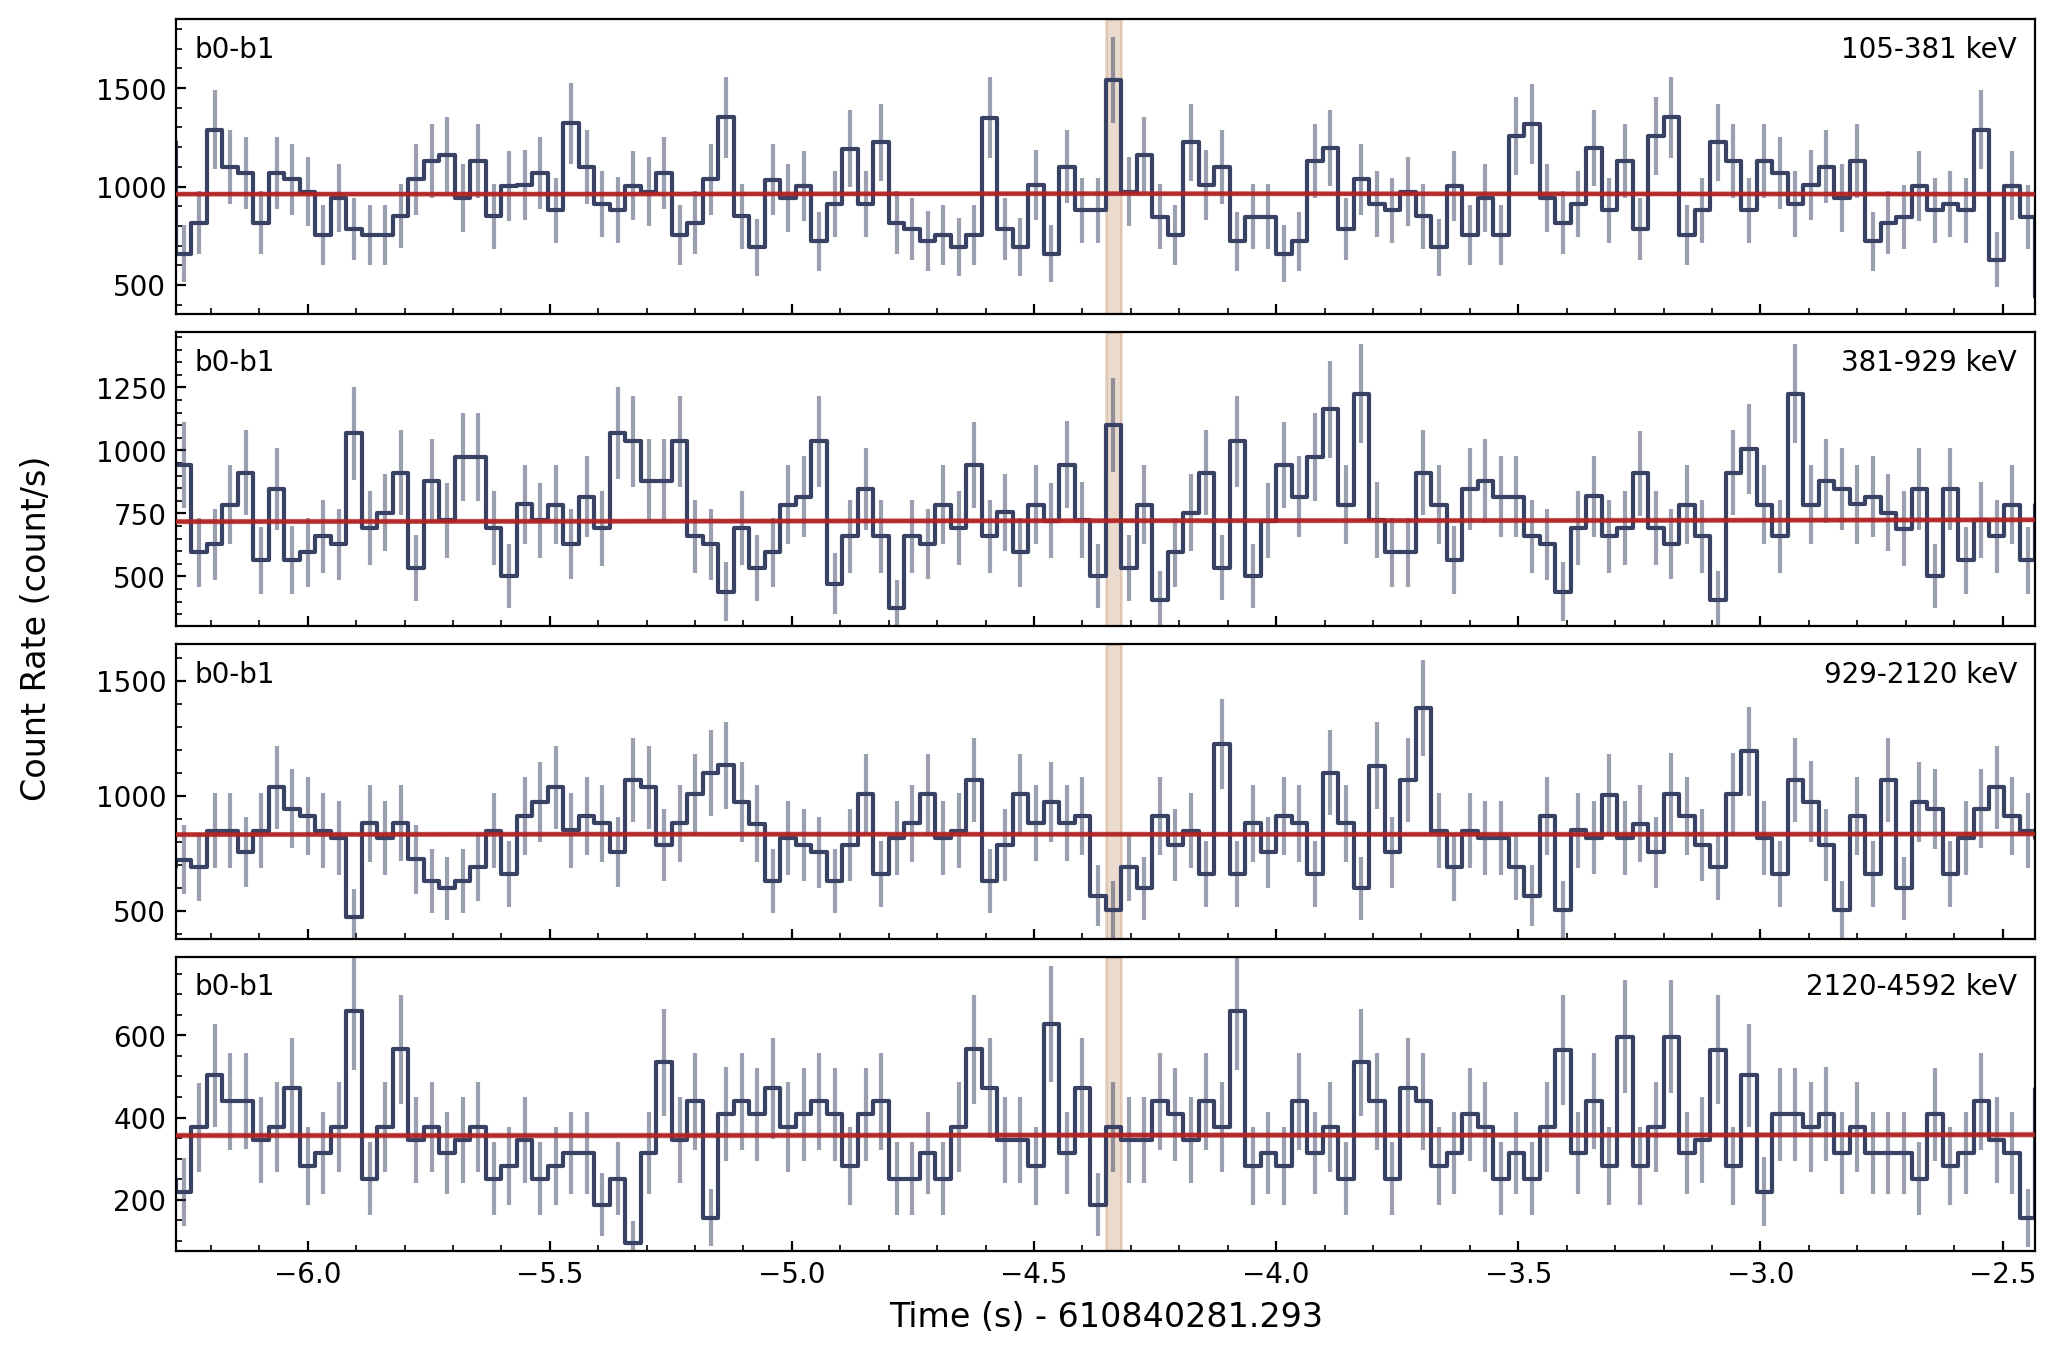 b0-b1
105-381 keV
1500
1000
500
b0-b1
381-929 keV
1250
1000
750
500
b0-b1
929-2120 keV
1500
1000
500
b0-b1
2120-4592 keV
600
400
200
Count Rate (count/s)
−6.0 −5.5 −5.0 −4.5 −4.0 −3.5 −3.0 −2.5
Time (s) - 610840281.293